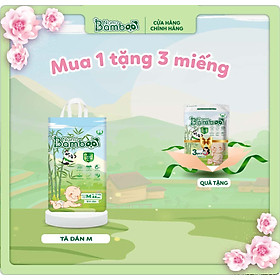 Bamboo
CỬA HÀNG
CHÍNH HÃNG
Mua 1 tặng 3 miếng
Bamboo
M
QUÀ TẶNG
TÃ DÁN M